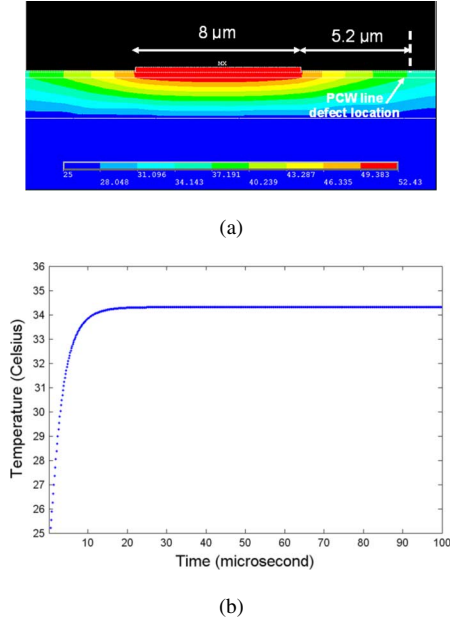 8 µm
5.2 µm
MX
PCW line
defect location
25 31.096 37.191 43.287 49.383
28.048 34.143 40.239 46.335 52.43
(a)
36
35
34
33
32
31
30
29
28
27
26
25
Temperature (Celsius)
10 20 30 40 50 60 70 80 90 100
Time (microsecond)
(b)